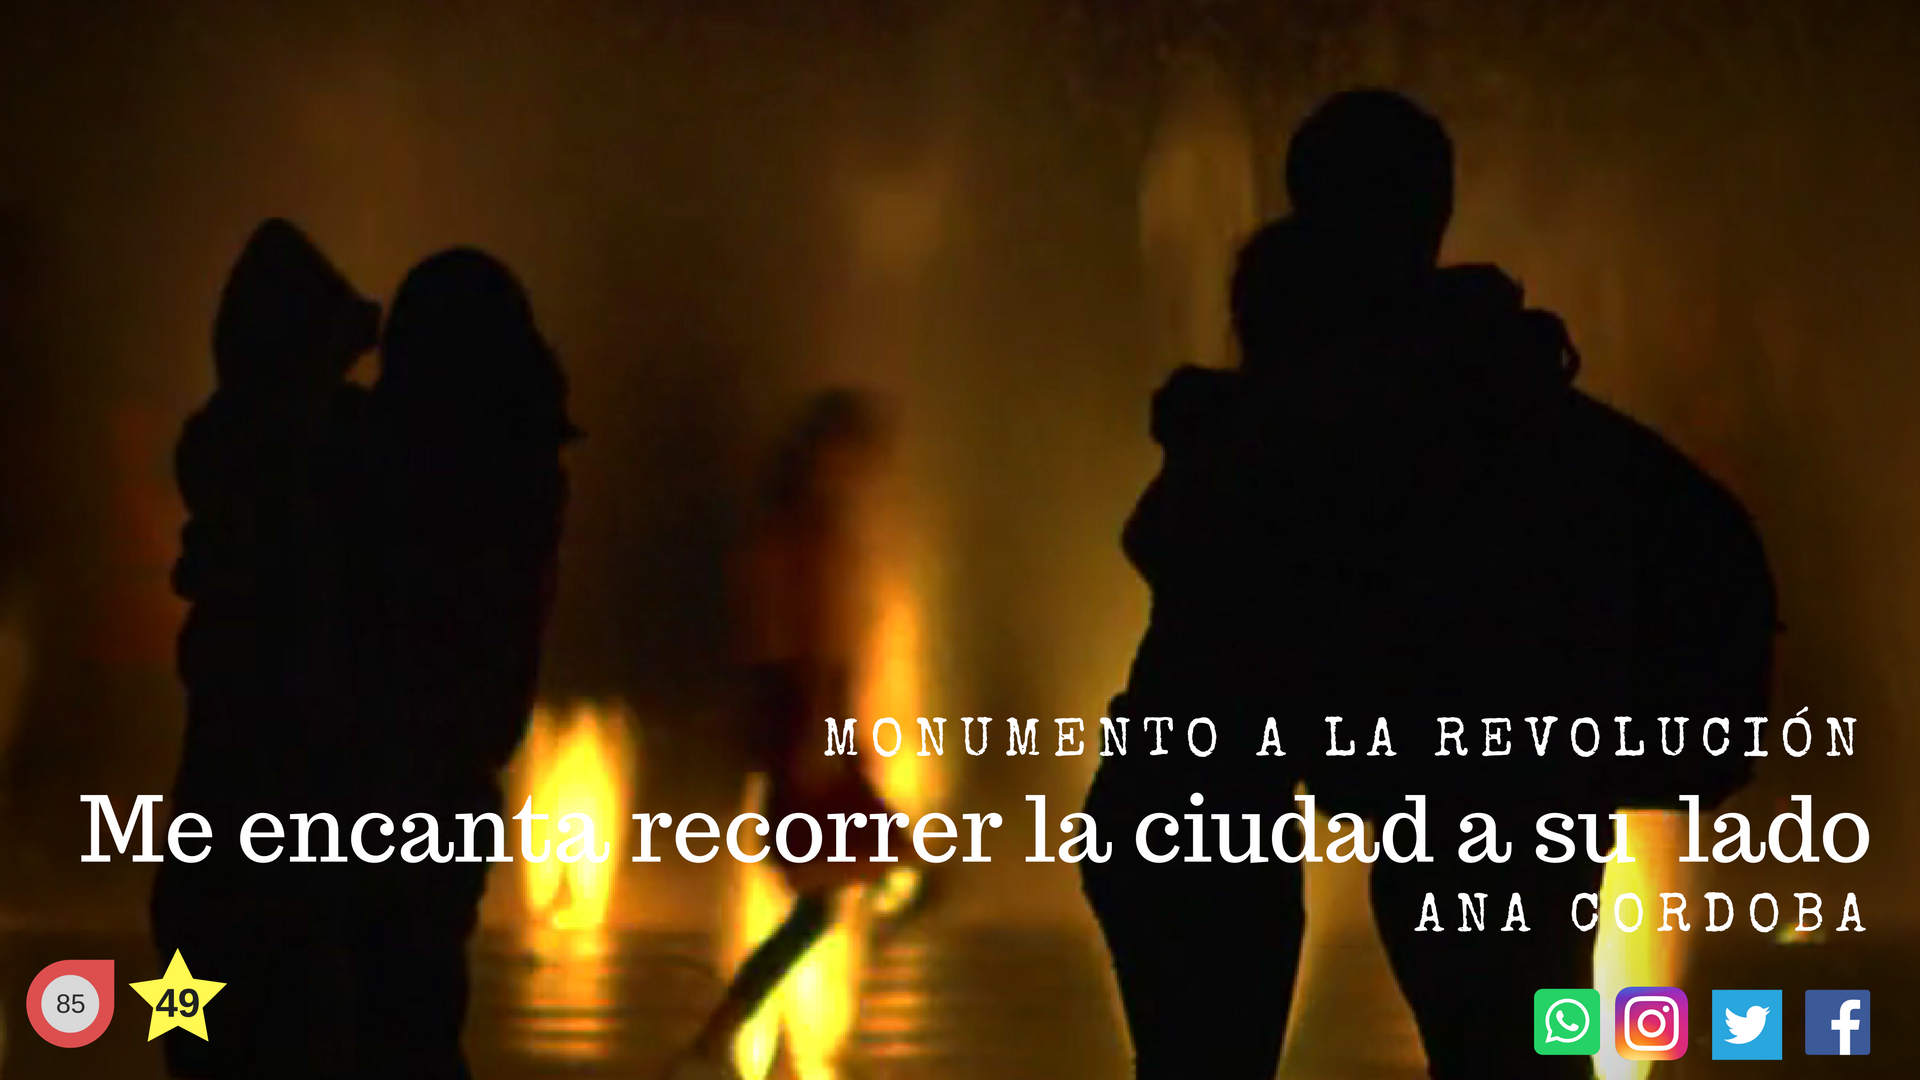 MONUMENTO A LA REVOLUCIÓN
Me encanta recorrer la ciudad a su lado
ANA CORDOBA
85
49